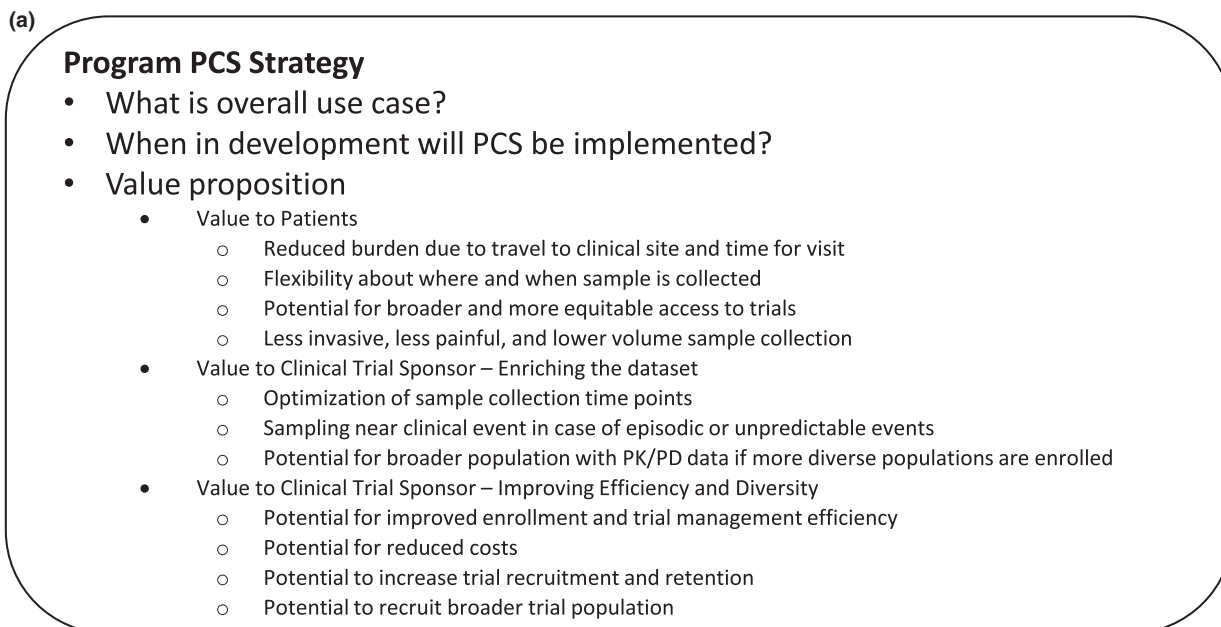 (a)
Program PCS Strategy
• What is overall use case?
• When in development will PCS be implemented?
• Value proposition
• Value to Patients
o Reduced burden due to travel to clinical site and time for visit
o Flexibility about where and when sample is collected
o Potential for broader and more equitable access to trials
o Less invasive, less painful, and lower volume sample collection
• Value to Clinical Trial Sponsor – Enriching the dataset
o Optimization of sample collection time points
o Sampling near clinical event in case of episodic or unpredictable events
o Potential for broader population with PK/PD data if more diverse populations are enrolled
• Value to Clinical Trial Sponsor – Improving Efficiency and Diversity
o Potential for improved enrollment and trial management efficiency
o Potential for reduced costs
o Potential to increase trial recruitment and retention
o Potential to recruit broader trial population